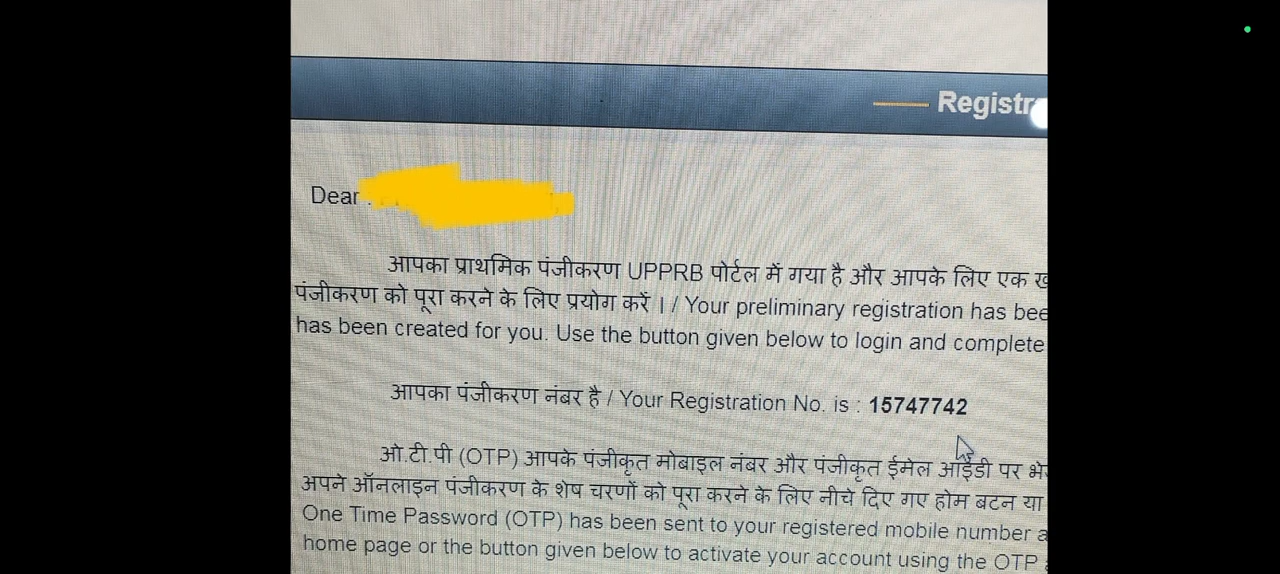 Dear
आपका प्राथमिक पंजीकरण UPPRB पोर्टल में गया है और आपके लिए एक
पंजीकरण को पूरा करने के लिए प्रयोग करें । / Your preliminary registration has bee
has been created for you. Use the button given below to login and complete
आपका पंजीकरण नंबर है / Your Registration No. is : 15747742
ओ.टी.पी (OTP) आपके पंजीकृत मोबाइल नंबर और पंजीकृत ईमेल आईडी पर भे
अपने ऑनलाइन पंजीकरण के शेष चरणों को पूरा करने के लिए नीचे दिए गए होम बटन या
One Time Password (OTP) has been sent to your registered mobile number a
home page or the button given below to activate your account using the OTP